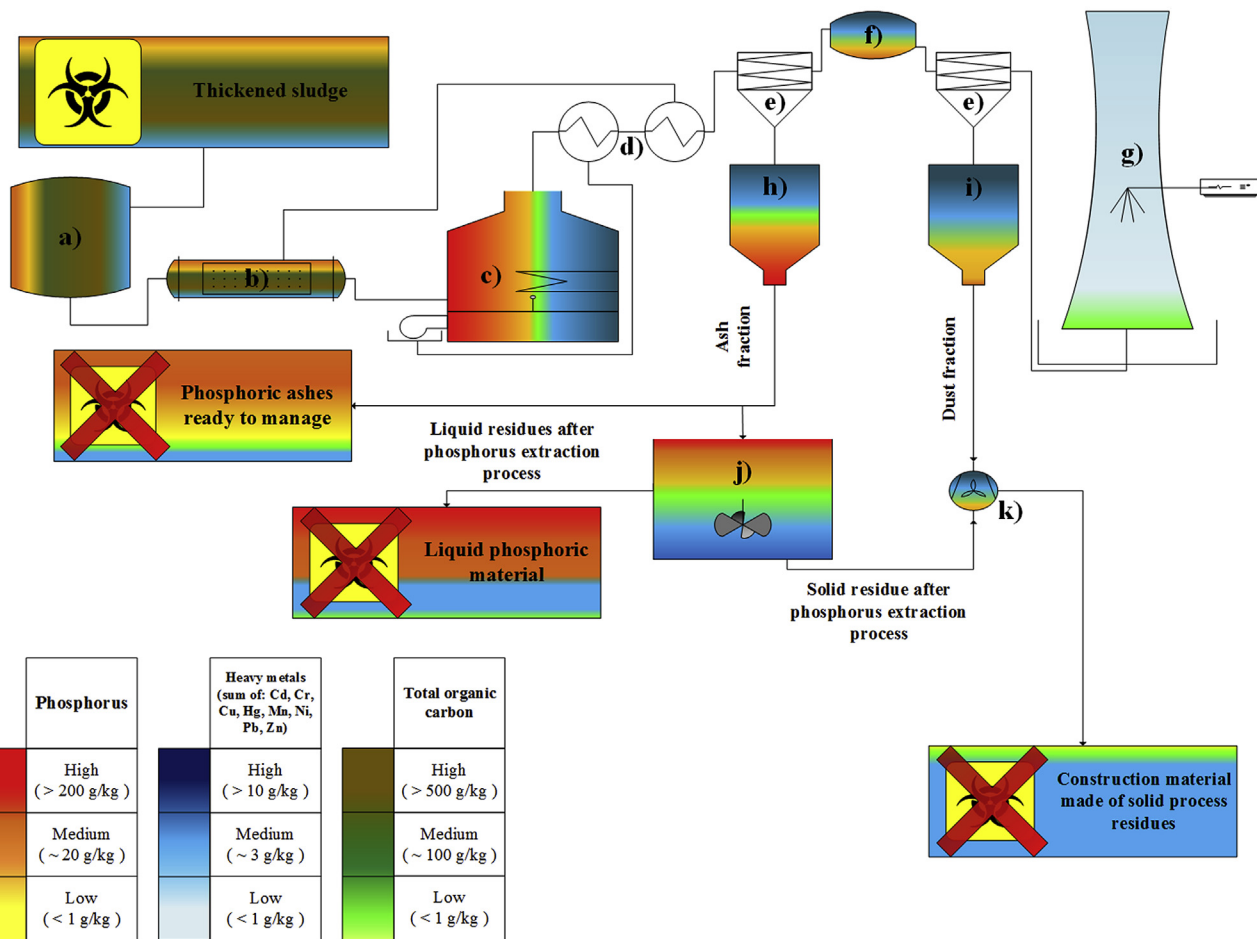 Thickened sludge
a)
b)
c)
d)
e)
f)
e)
g)
h)
i)
Ash
fraction
Dust fraction
Phosphoric ashes
ready to manage
Liquid residues after
phosphorus extraction
process
j)
k)
Liquid phosphoric
material
Solid residue after
phosphorus extraction
process
Construction material
made of solid process
residues
Phosphorus
High
( > 200 g/kg )
Medium
( ~ 20 g/kg )
Low
( < 1 g/kg )
Heavy metals
(sum of: Cd, Cr,
Cu, Hg, Mn, Ni,
Pb, Zn)
High
( > 10 g/kg )
Medium
( ~ 3 g/kg )
Low
( < 1 g/kg )
Total organic
carbon
High
( > 500 g/kg )
Medium
( ~ 100 g/kg )
Low
( < 1 g/kg )